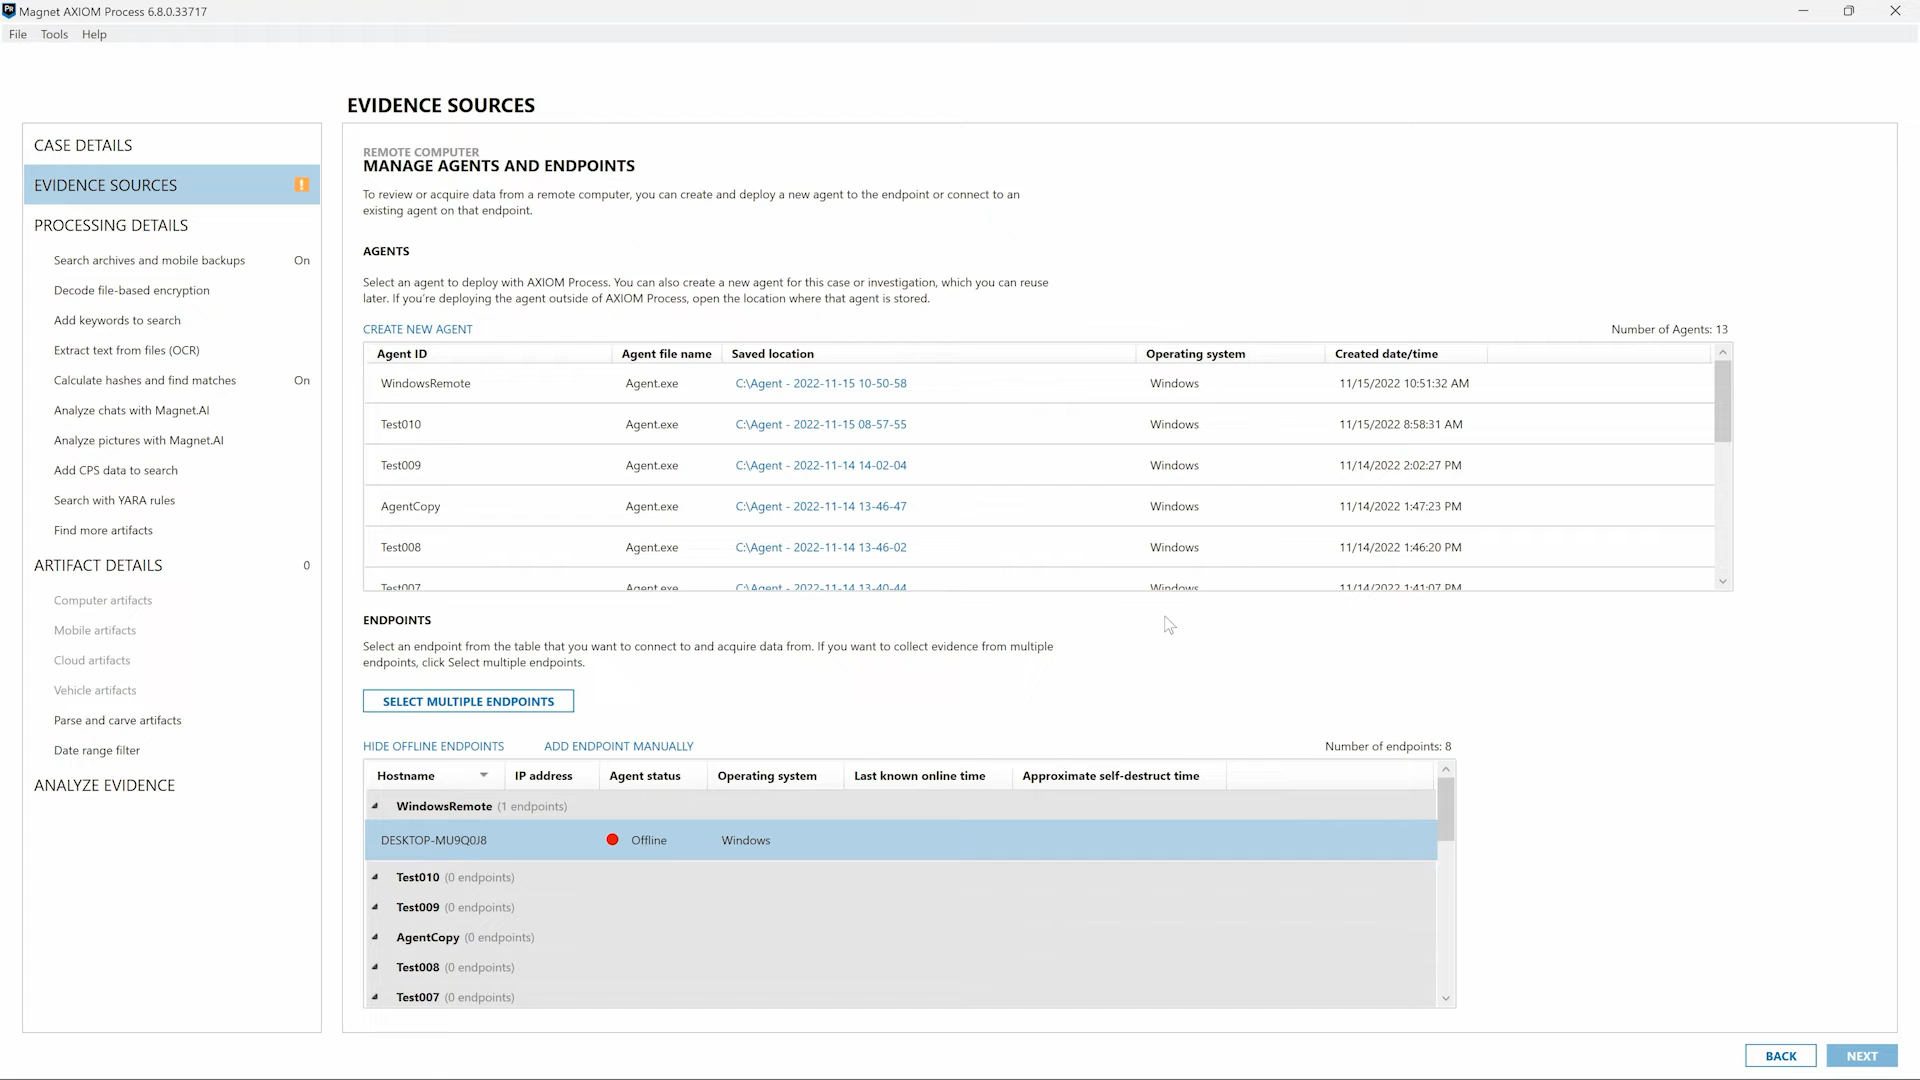 Magnet AXIOM Process 6.8.0.33717
File Tools Help
EVIDENCE SOURCES
CASE DETAILS
EVIDENCE SOURCES !
PROCESSING DETAILS
Search archives and mobile backups On
Decode file-based encryption
Add keywords to search
Extract text from files (OCR)
Calculate hashes and find matches On
Analyze chats with Magnet.AI
Analyze pictures with Magnet.AI
Add CPS data to search
Search with YARA rules
Find more artifacts
ARTIFACT DETAILS 0
Computer artifacts
Mobile artifacts
Cloud artifacts
Vehicle artifacts
Parse and carve artifacts
Date range filter
ANALYZE EVIDENCE
REMOTE COMPUTER
MANAGE AGENTS AND ENDPOINTS
To review or acquire data from a remote computer, you can create and deploy a new agent to the endpoint or connect to an
existing agent on that endpoint.
AGENTS
Select an agent to deploy with AXIOM Process. You can also create a new agent for this case or investigation, which you can reuse
later. If you're deploying the agent outside of AXIOM Process, open the location where that agent is stored.
CREATE NEW AGENT Number of Agents: 13
Agent ID Agent file name Saved location Operating system Created date/time
WindowsRemote Agent.exe C:\Agent - 2022-11-15 10-50-58 Windows 11/15/2022 10:51:32 AM
Test010 Agent.exe C:\Agent - 2022-11-15 08-57-55 Windows 11/15/2022 8:58:31 AM
Test009 Agent.exe C:\Agent - 2022-11-14 14-02-04 Windows 11/14/2022 2:02:27 PM
AgentCopy Agent.exe C:\Agent - 2022-11-14 13-46-47 Windows 11/14/2022 1:47:23 PM
Test008 Agent.exe C:\Agent - 2022-11-14 13-46-02 Windows 11/14/2022 1:46:20 PM
Test007 Agent.exe C:\Agent - 2022-11-14 13-40-44 Windows 11/14/2022 1:41:07 PM
ENDPOINTS
Select an endpoint from the table that you want to connect to and acquire data from. If you want to collect evidence from multiple
endpoints, click Select multiple endpoints.
SELECT MULTIPLE ENDPOINTS
HIDE OFFLINE ENDPOINTS ADD ENDPOINT MANUALLY Number of endpoints: 8
Hostname IP address Agent status Operating system Last known online time Approximate self-destruct time
WindowsRemote (1 endpoints)
DESKTOP-MU9Q0J8 Offline Windows
Test010 (0 endpoints)
Test009 (0 endpoints)
AgentCopy (0 endpoints)
Test008 (0 endpoints)
Test007 (0 endpoints)
BACK NEXT